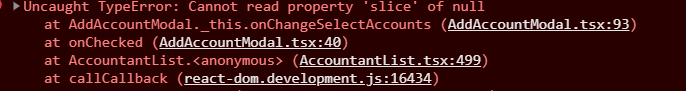 ▶Uncaught TypeError: Cannot read property 'slice' of null
at AddAccountModal._this.onChangeSelectAccounts (AddAccountModal.tsx:93)
at onChecked (AddAccountModal.tsx:40)
at AccountantList.<anonymous> (AccountantList.tsx:499)
at callCallback (react-dom.development.js:16434)